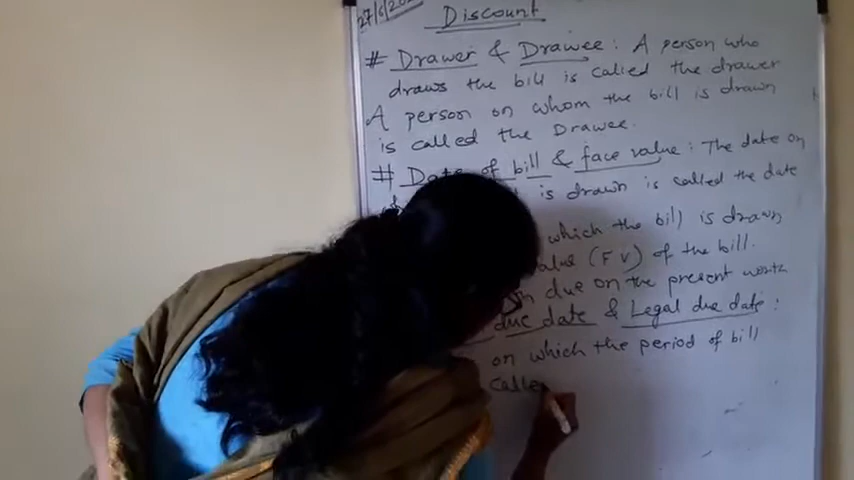 27/6/20
Discount
# Drawer & Drawee : A person who
draws the bill is called the drawer
A person on whom the bill is drawn
is called the Drawee.
# Date of bill & face value : The date on
is drawn is called the date
which the bill is drawn
value (FV) of the bill.
due on the present worth
due date & Legal due date :
on which the period of bill
calle